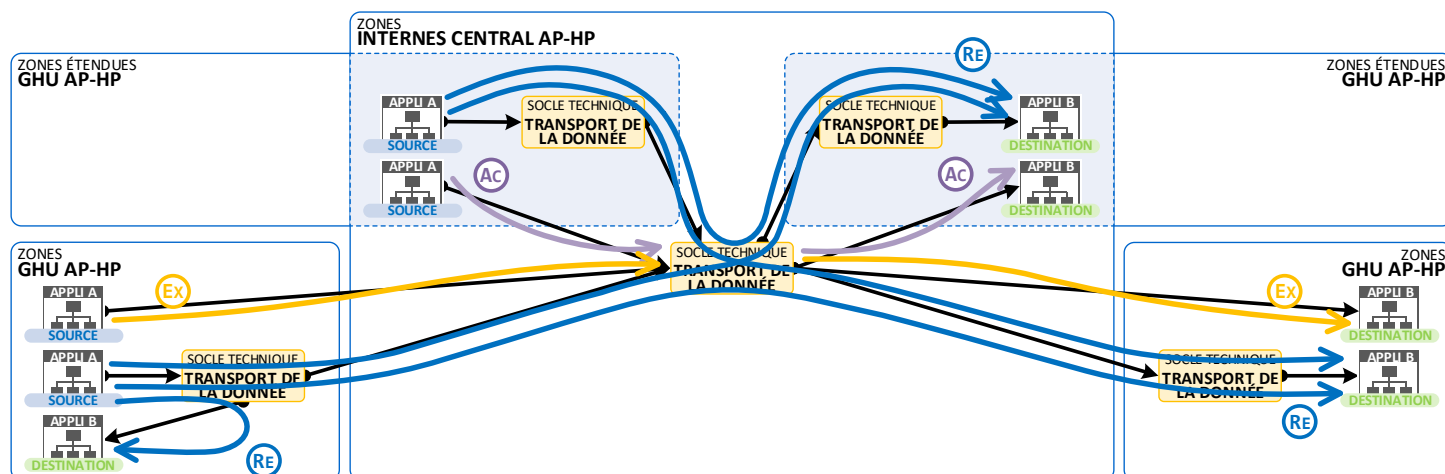 ZONES
INTERNES CENTRAL AP-HP
ZONES ÉTENDUES
GHU AP-HP
ZONES ÉTENDUES
GHU AP-HP
RE
APPLI A
SOURCE
SOCLE TECHNIQUE
TRANSPORT DE
LA DONNÉE
SOCLE TECHNIQUE
TRANSPORT DE
LA DONNÉE
APPLI B
DESTINATION
APPLI A
SOURCE
AC
AC
APPLI B
DESTINATION
ZONES
GHU AP-HP
SOCLE TECHNIQUE
TRANSPORT DE
LA DONNÉE
ZONES
GHU AP-HP
APPLI A
SOURCE
EX
EX
APPLI B
DESTINATION
APPLI A
SOURCE
SOCLE TECHNIQUE
TRANSPORT DE
LA DONNÉE
SOCLE TECHNIQUE
TRANSPORT DE
LA DONNÉE
APPLI B
DESTINATION
APPLI B
DESTINATION
RE
RE